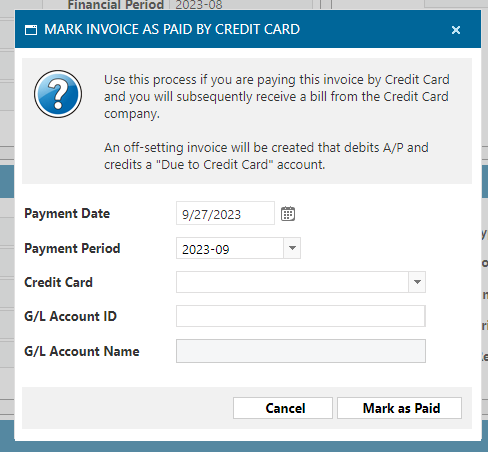 Financial Period 2023-08
MARK INVOICE AS PAID BY CREDIT CARD
Use this process if you are paying this invoice by Credit Card
and you will subsequently receive a bill from the Credit Card
company.
An off-setting invoice will be created that debits A/P and
credits a "Due to Credit Card" account.
Payment Date 9/27/2023
Payment Period 2023-09
Credit Card
G/L Account ID
G/L Account Name
Cancel Mark as Paid